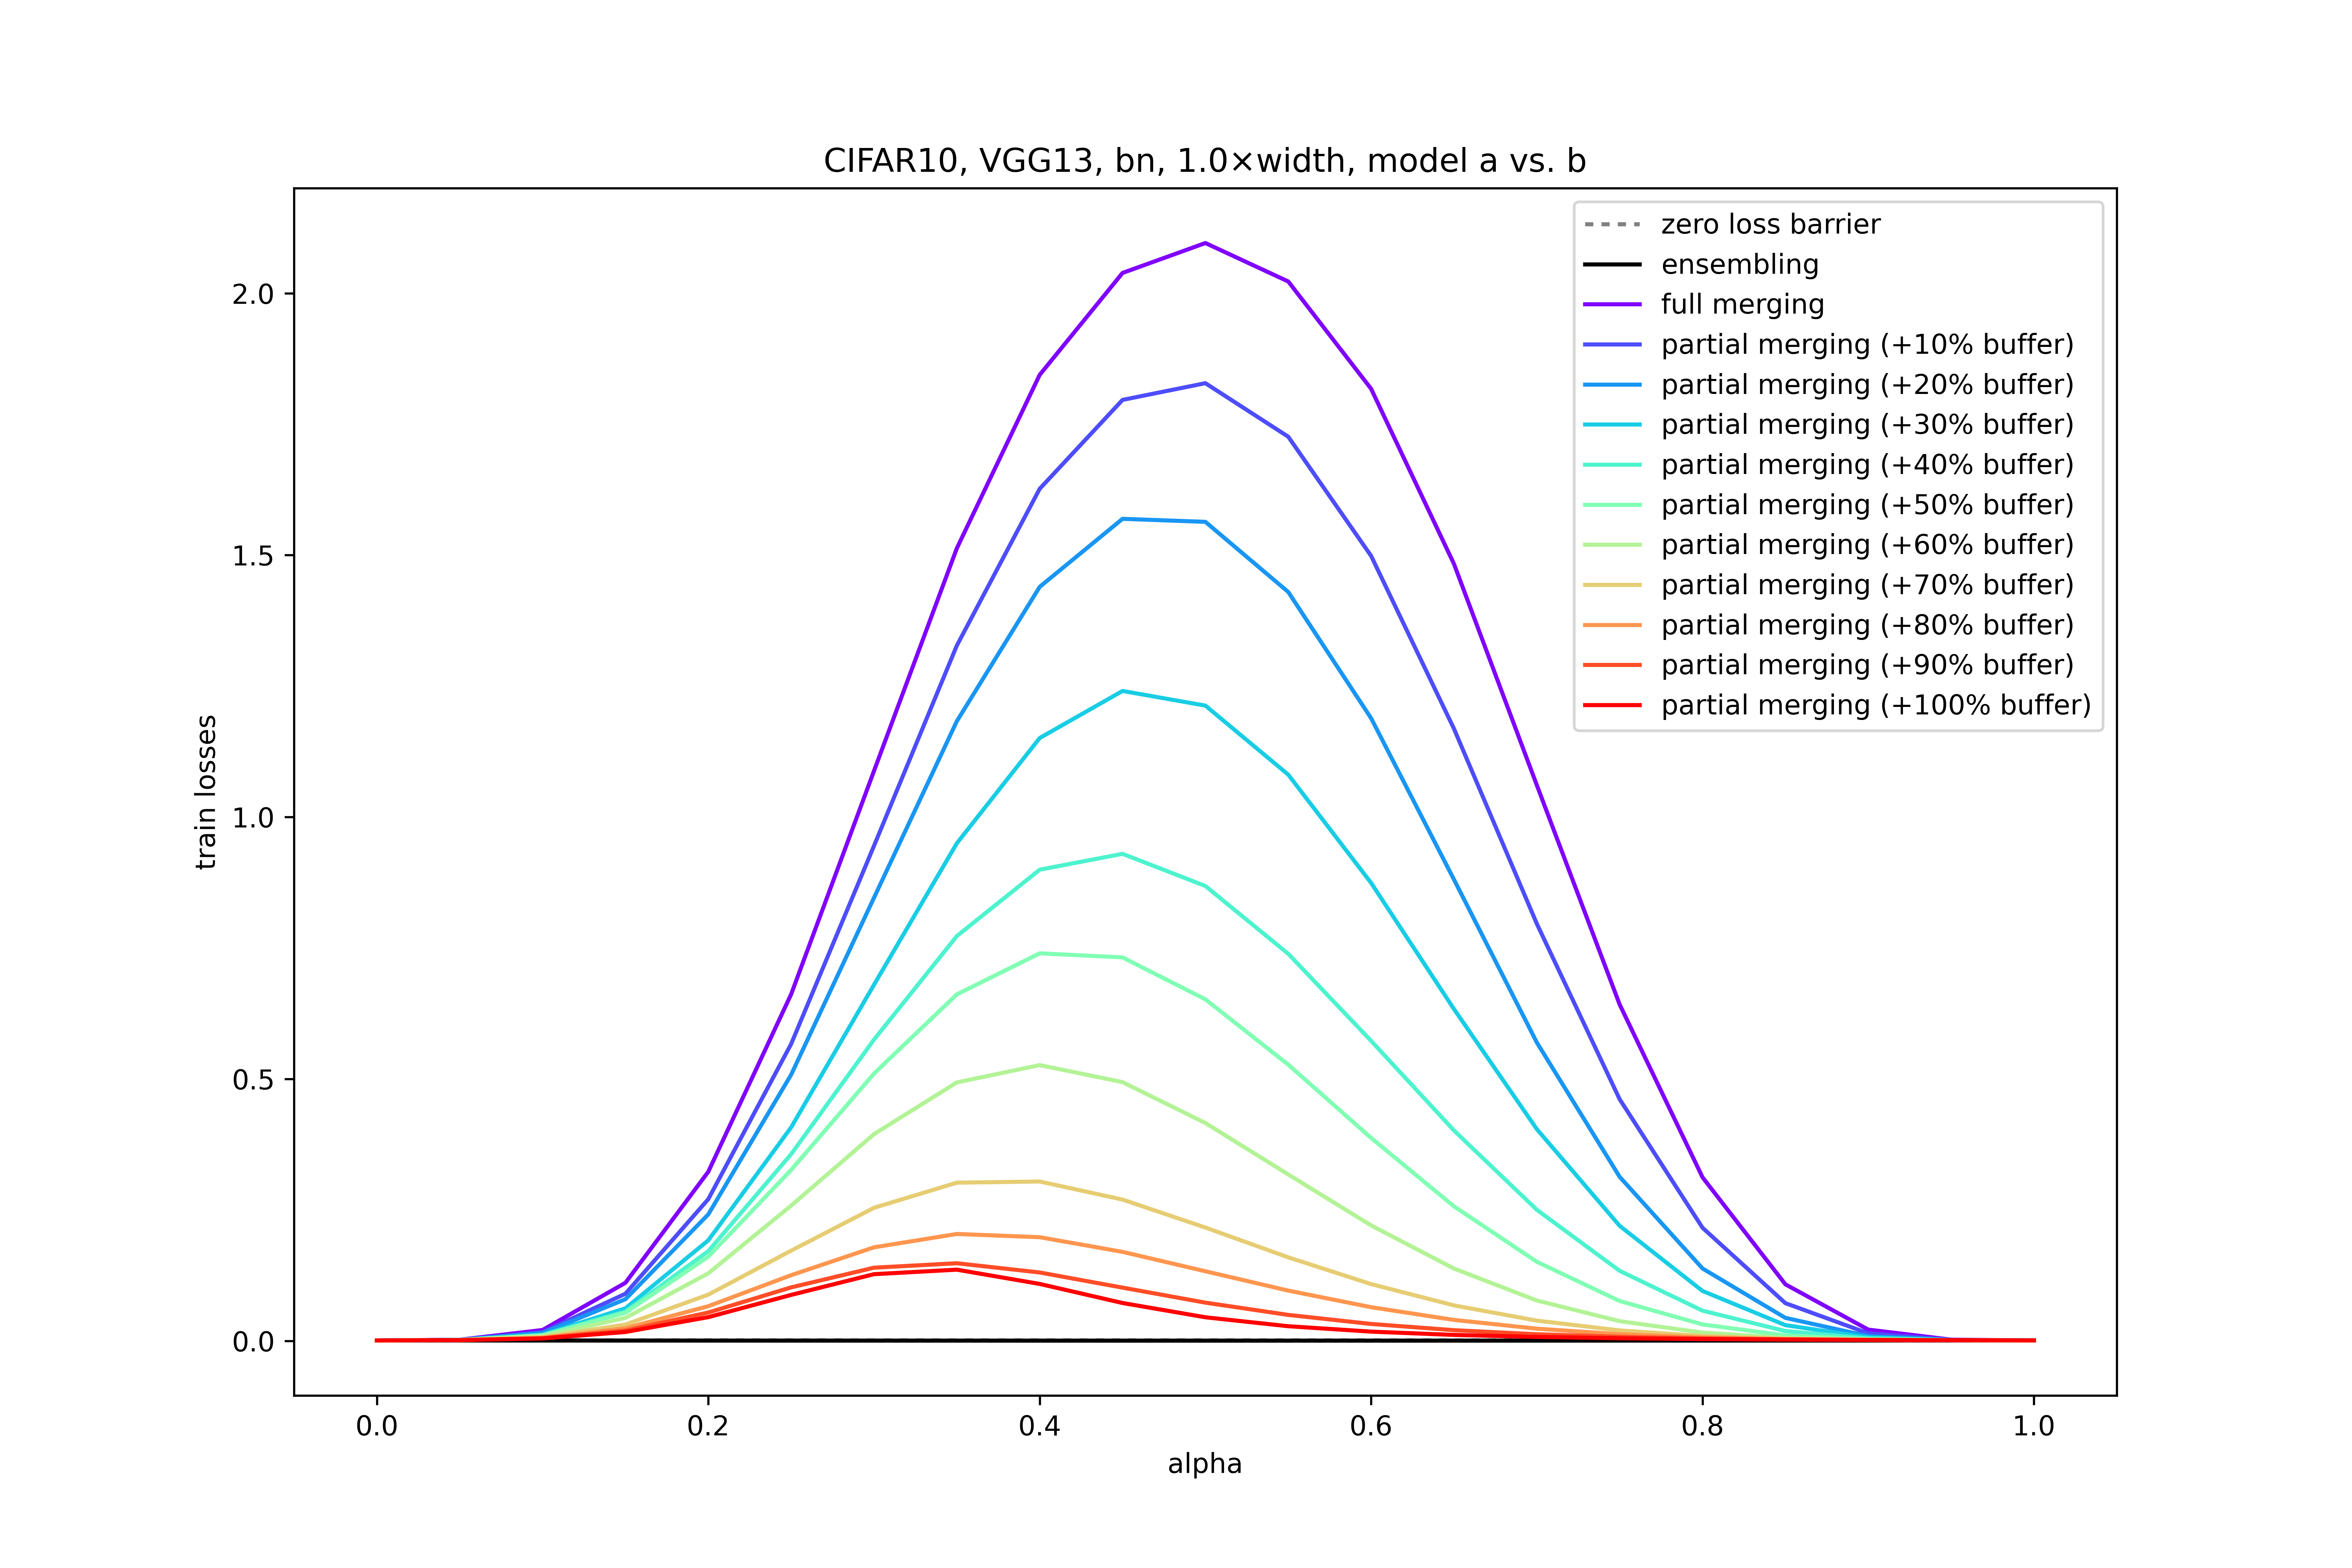 CIFAR10, VGG13, bn, 1.0×width, model a vs. b
zero loss barrier
ensembling
full merging
partial merging (+10% buffer)
partial merging (+20% buffer)
partial merging (+30% buffer)
partial merging (+40% buffer)
partial merging (+50% buffer)
partial merging (+60% buffer)
partial merging (+70% buffer)
partial merging (+80% buffer)
partial merging (+90% buffer)
partial merging (+100% buffer)
train losses
2.0
1.5
1.0
0.5
0.0
0.0 0.2 0.4 0.6 0.8 1.0
alpha